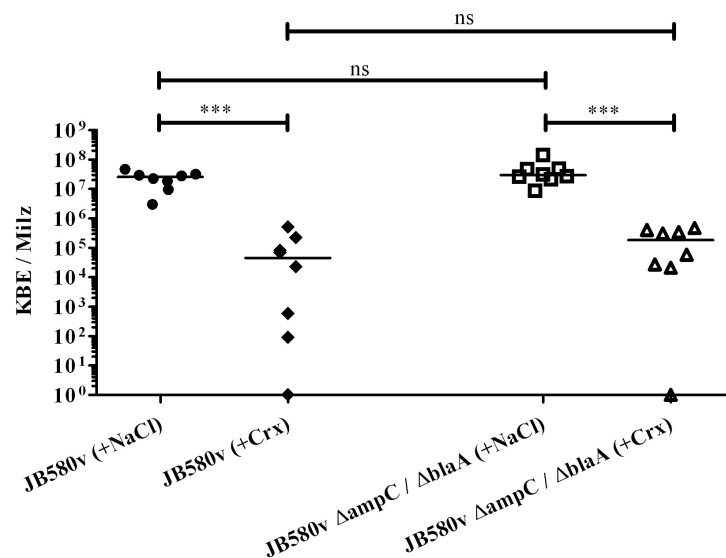 ns
ns
***
***
10⁹
10⁸
10⁷
10⁶
10⁵
10⁴
10³
10²
10¹
10⁰
KBE / Milz
JB580v (+NaCl)
JB580v (+Crx)
JB580v ΔampC / ΔblaA (+NaCl)
JB580v ΔampC / ΔblaA (+Crx)